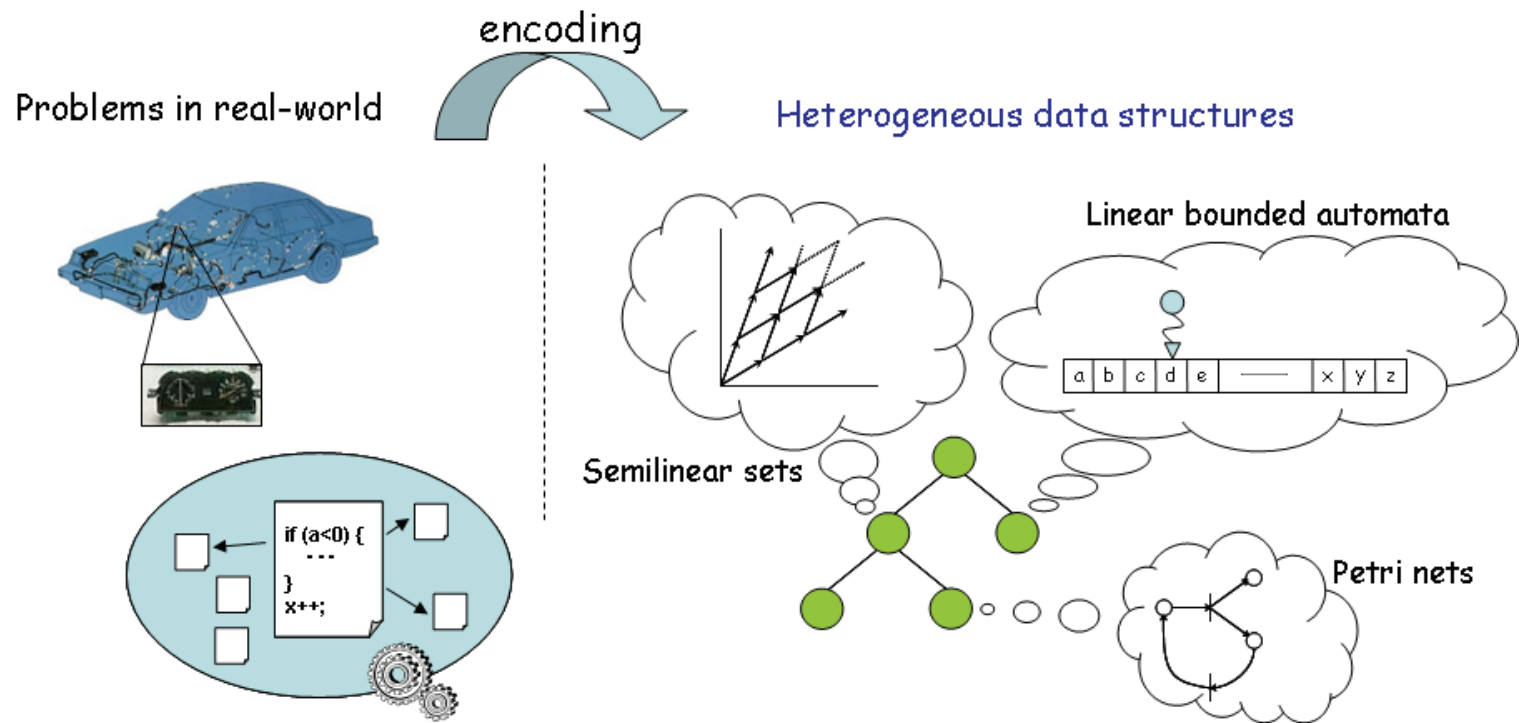 encoding
Problems in real-world
Heterogeneous data structures
Linear bounded automata
a b c d e x y z
Semilinear sets
if (a<0) {
- - -
}
x++;
Petri nets